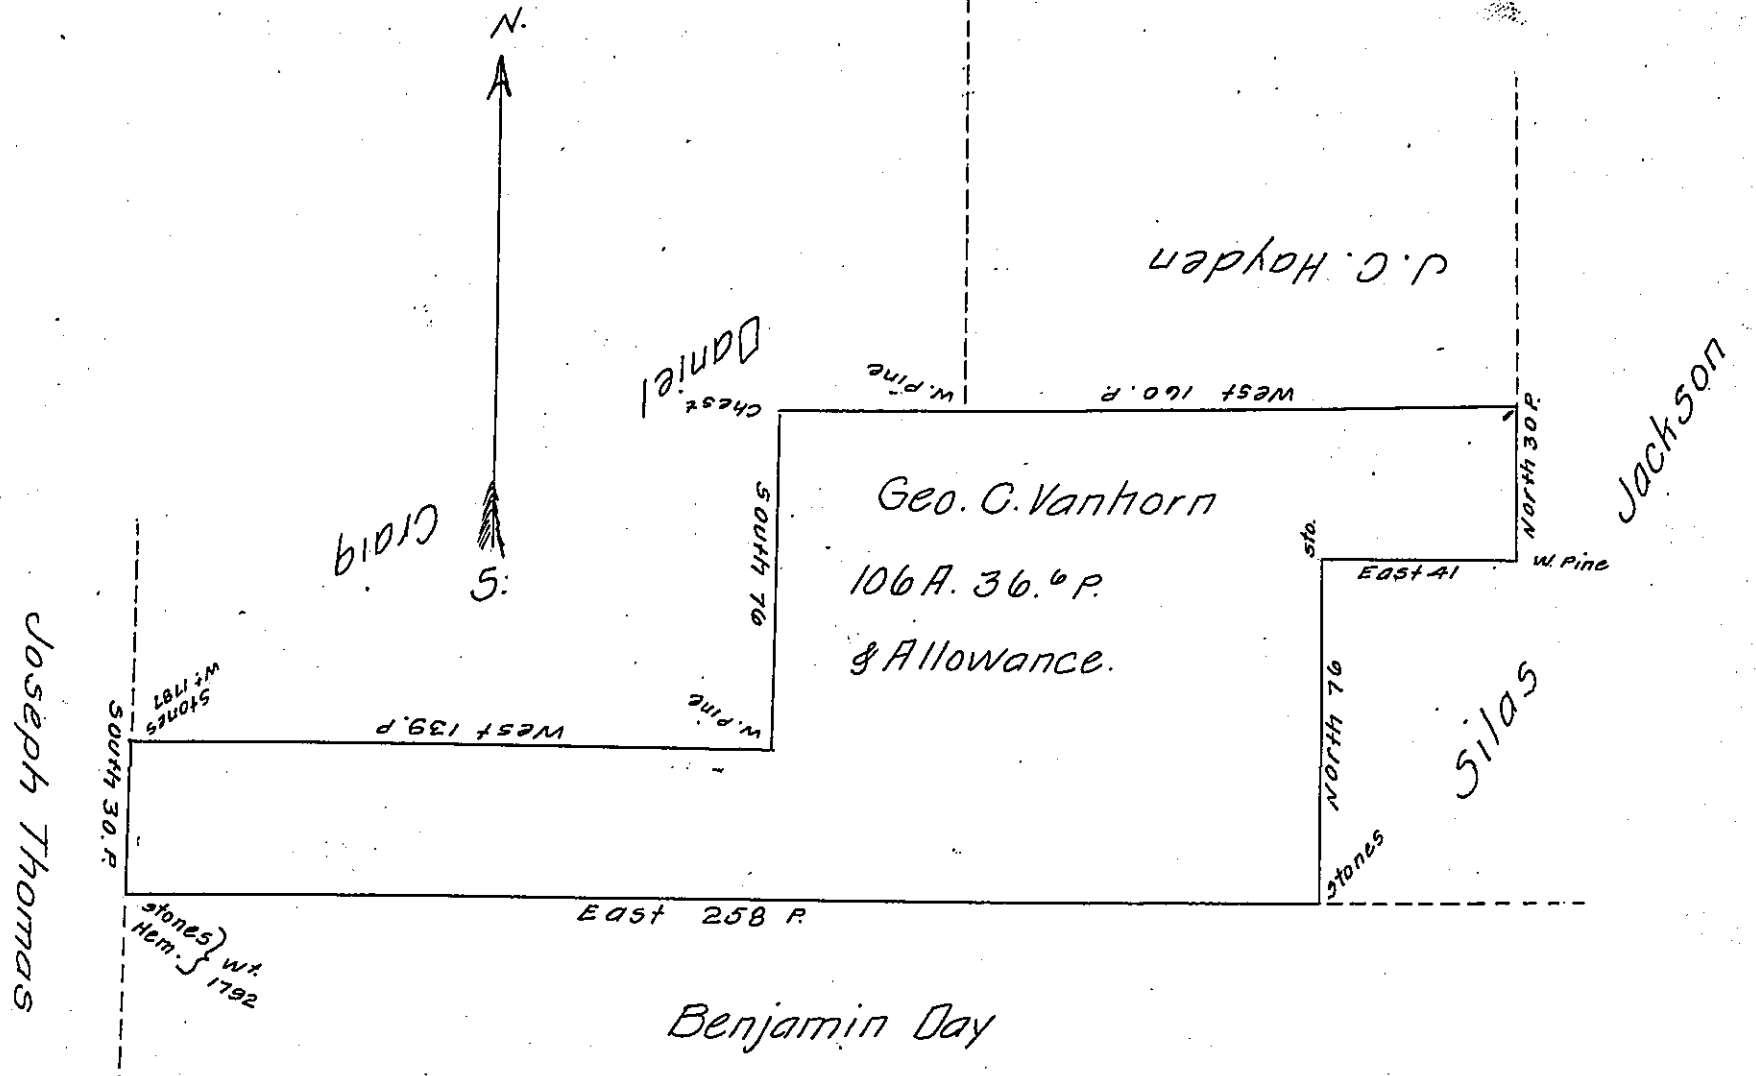 N.
J. C. Hayden
Daniel
Chest
W. Pine
West 160. P.
North 30 P.
Jackson
Craig
S.
South 76
Geo. C. Vanhorn
106 A. 36.⁶ P.
& Allowance.
Sto.
East 41
W. Pine
Joseph Thomas
South 30. P.
Stones
Wt 1787
West 139. P
W. Pine
North 76
Silas
Stones
East 258 P.
Stones
Hem. } Wt.
1792
Benjamin Day